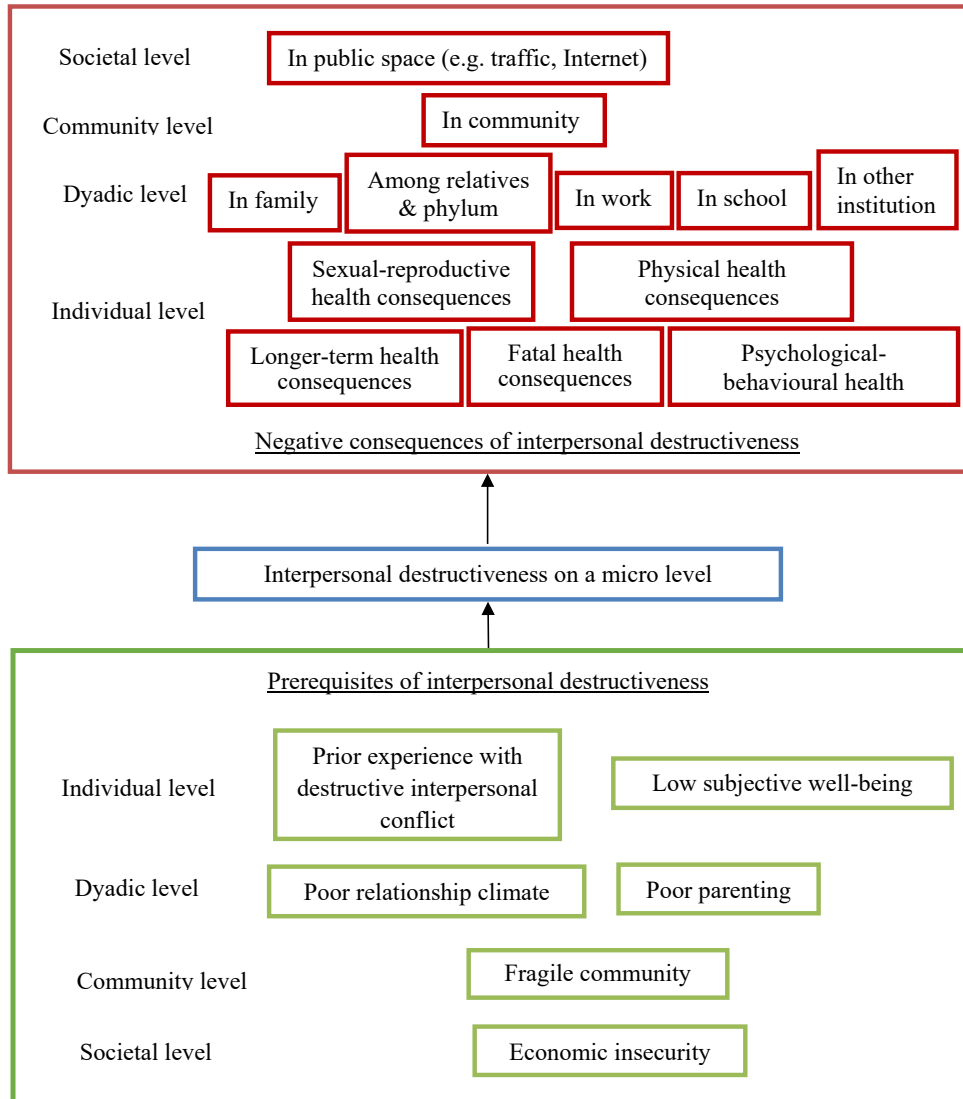 Societal level
In public space (e.g. traffic, Internet)
Community level
In community
Dyadic level
In family
Among relatives
& phylum
In work
In school
In other
institution
Individual level
Sexual-reproductive
health consequences
Physical health
consequences
Longer-term health
consequences
Fatal health
consequences
Psychological-
behavioural health
Negative consequences of interpersonal destructiveness
Interpersonal destructiveness on a micro level
Prerequisites of interpersonal destructiveness
Individual level
Prior experience with
destructive interpersonal
conflict
Low subjective well-being
Dyadic level
Poor relationship climate
Poor parenting
Community level
Fragile community
Societal level
Economic insecurity